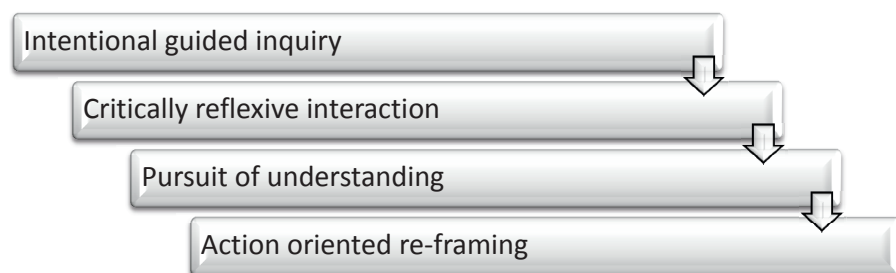 Intentional guided inquiry
Critically reflexive interaction
Pursuit of understanding
Action oriented re-framing